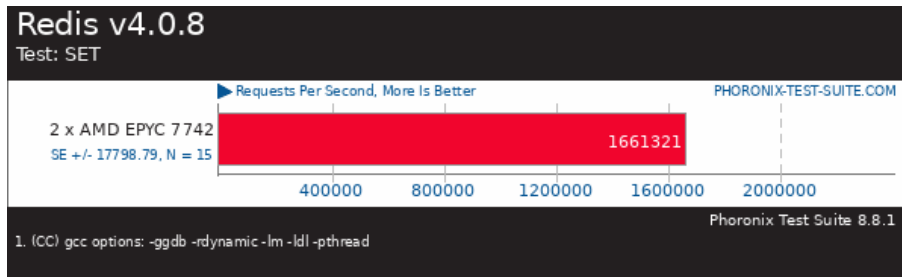 Redis v4.0.8
Test: SET
Requests Per Second, More Is Better
PHORONIX-TEST-SUITE.COM
2 x AMD EPYC 7742
1661321
SE +/- 17798.79, N = 15
400000 800000 1200000 1600000 2000000
Phoronix Test Suite 8.8.1
1. (CC) gcc options: -ggdb -rdynamic -lm -ldl -pthread